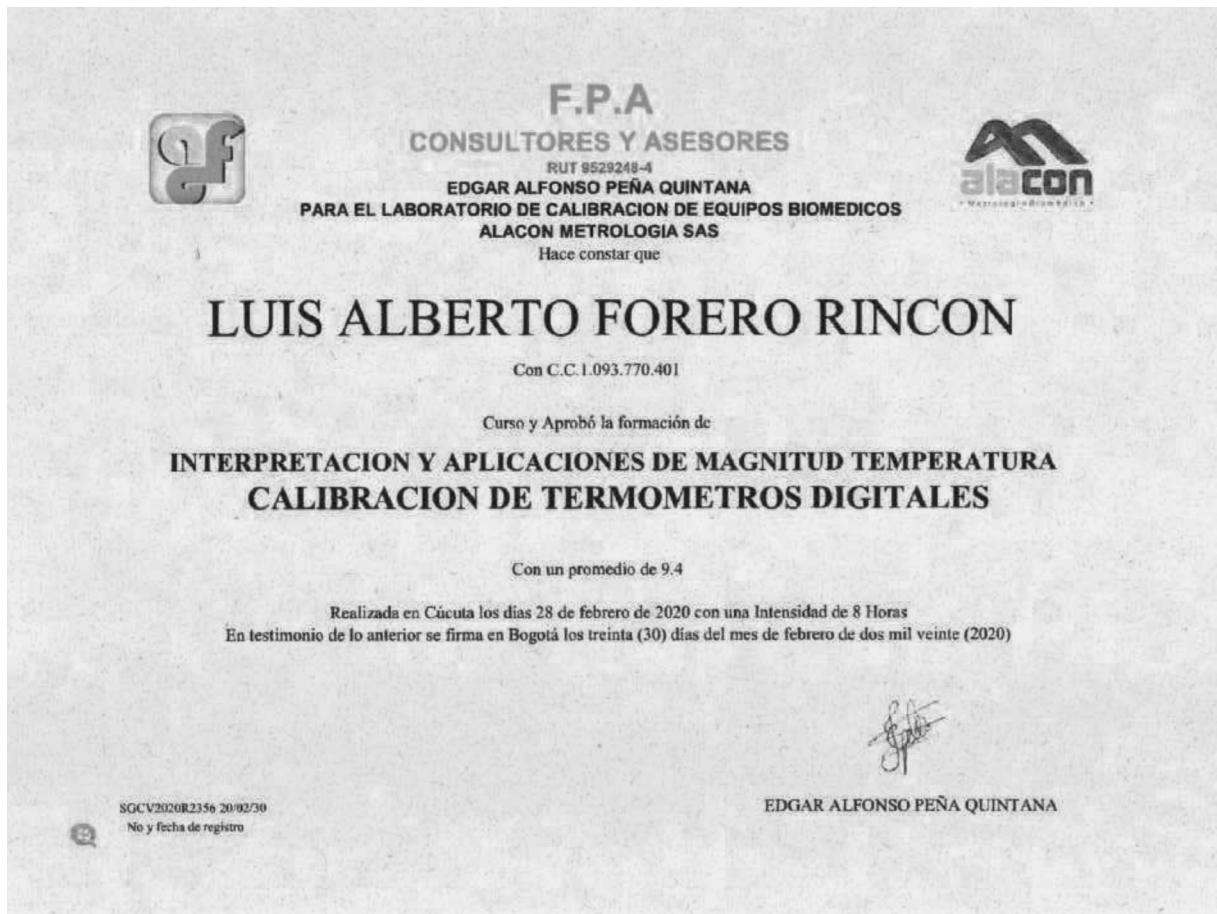 F.P.A
CONSULTORES Y ASESORES
RUT 9529248-4
EDGAR ALFONSO PEÑA QUINTANA
PARA EL LABORATORIO DE CALIBRACION DE EQUIPOS BIOMEDICOS
ALACON METROLOGIA SAS
alacon
• Metrología Biomédica •
Hace constar que
LUIS ALBERTO FORERO RINCON
Con C.C.1.093.770.401
Curso y Aprobó la formación de
INTERPRETACION Y APLICACIONES DE MAGNITUD TEMPERATURA
CALIBRACION DE TERMOMETROS DIGITALES
Con un promedio de 9.4
Realizada en Cúcuta los días 28 de febrero de 2020 con una Intensidad de 8 Horas
En testimonio de lo anterior se firma en Bogotá los treinta (30) días del mes de febrero de dos mil veinte (2020)
EDGAR ALFONSO PEÑA QUINTANA
SGCV2020R2356 20/02/30
No y fecha de registro